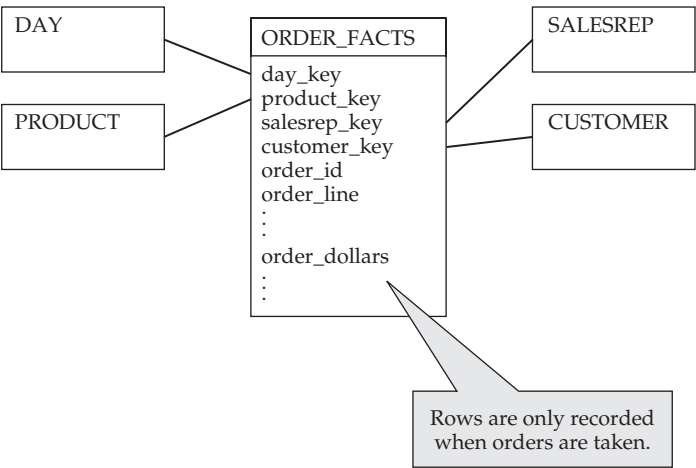 DAY
PRODUCT
ORDER_FACTS
day_key
product_key
salesrep_key
customer_key
order_id
order_line
.
.
.
order_dollars
.
.
.
SALESREP
CUSTOMER
Rows are only recorded
when orders are taken.